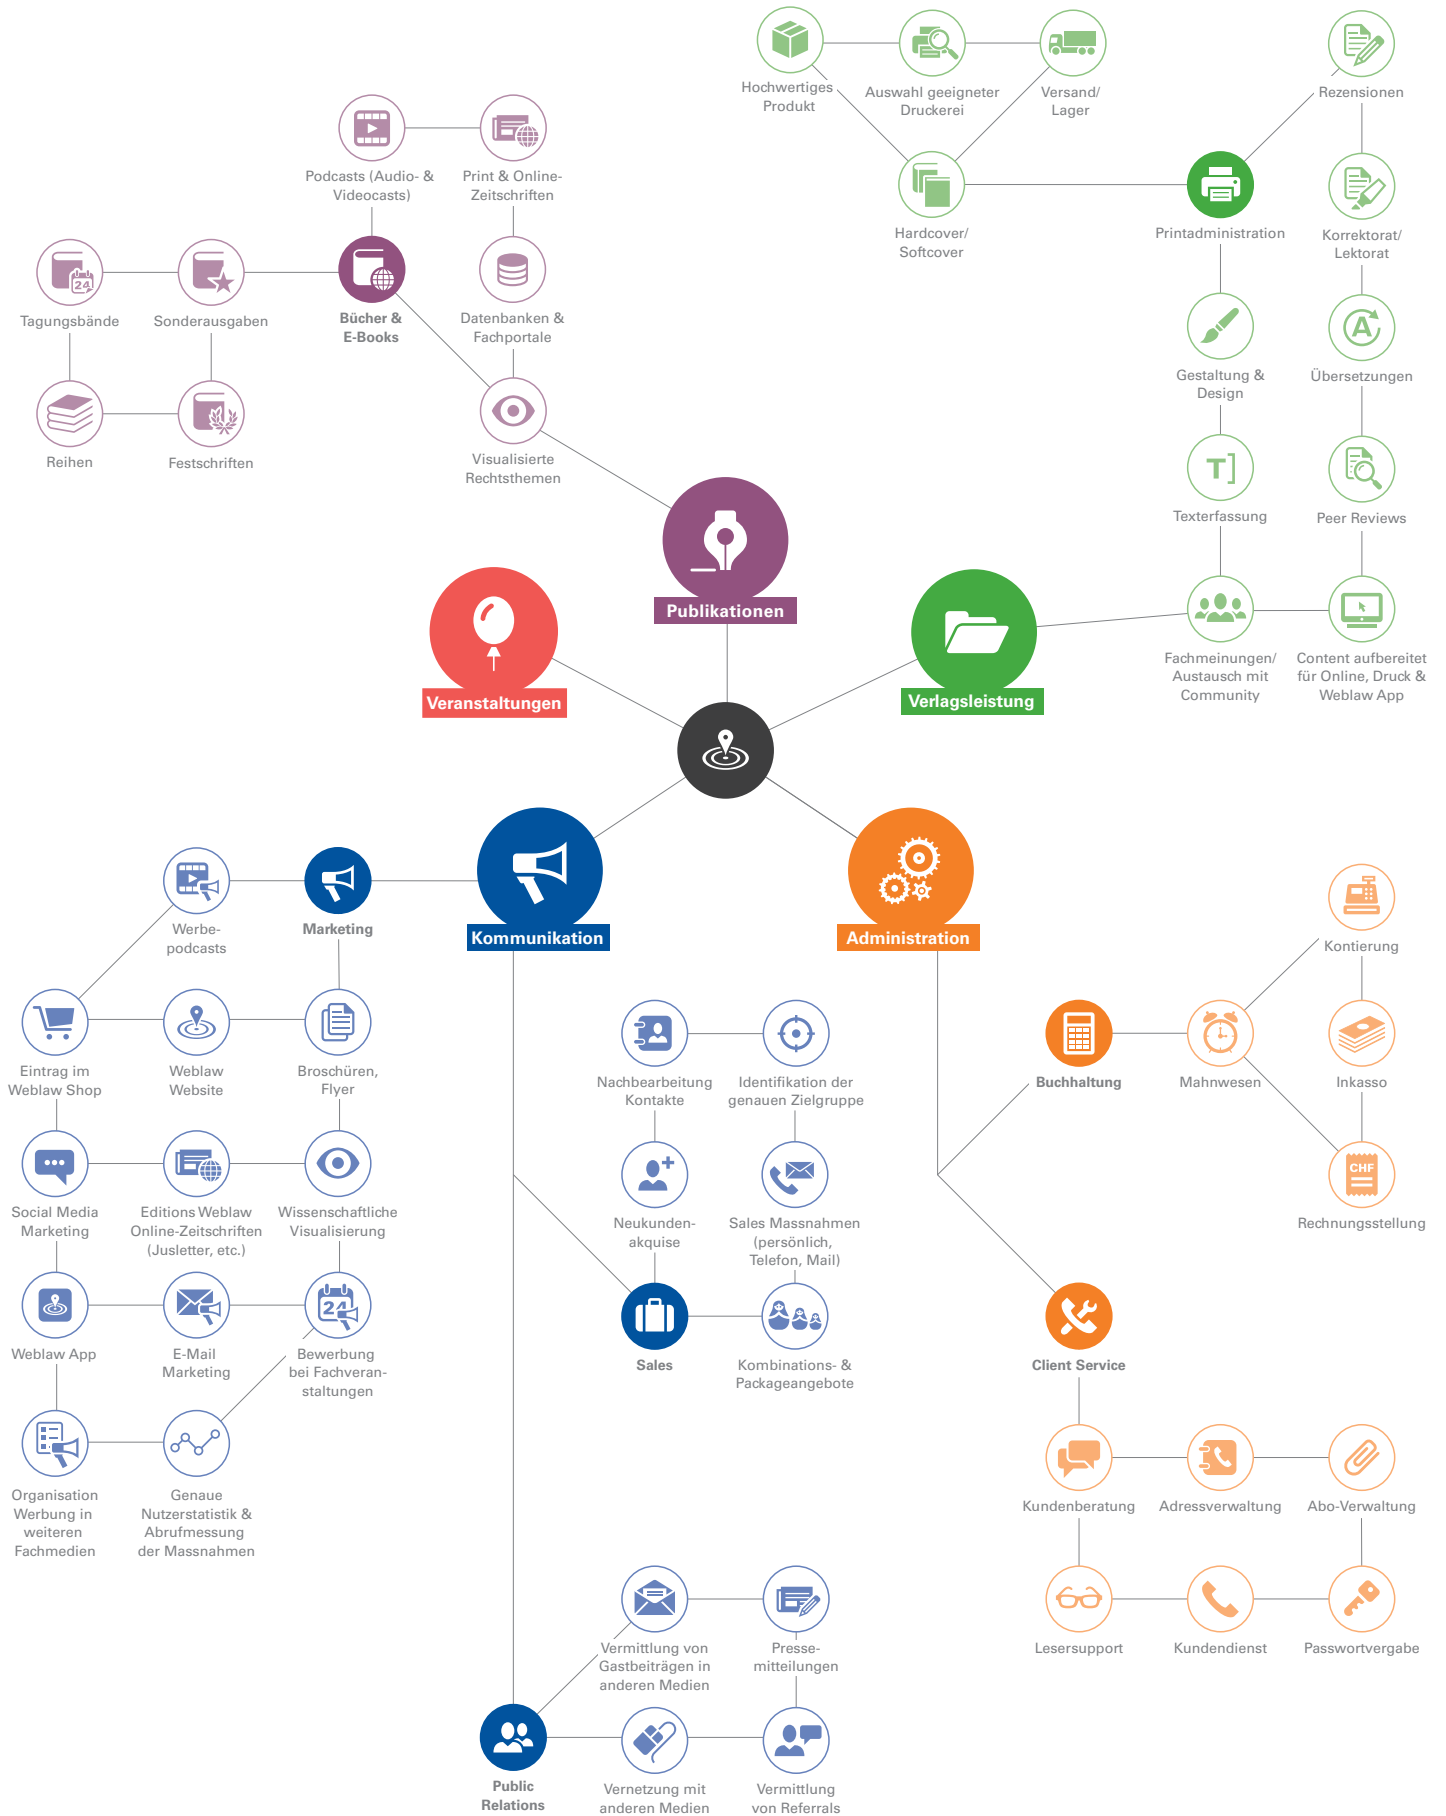 Hochwertiges
Produkt
Auswahl geeigneter
Druckerei
Versand/
Lager
Rezensionen
Podcasts (Audio- &
Videocasts)
Print & Online-
Zeitschriften
Hardcover/
Softcover
Printadministration
Korrektorat/
Lektorat
Tagungsbände
24
Sonderausgaben
Bücher &
E-Books
Datenbanken &
Fachportale
Gestaltung &
Design
A
Übersetzungen
Reihen
Festschriften
Visualisierte
Rechtsthemen
T]
Texterfassung
Peer Reviews
Publikationen
Veranstaltungen
Verlagsleistung
Fachmeinungen/
Austausch mit
Community
Content aufbereitet
für Online, Druck &
Weblaw App
Kommunikation
Administration
Werbe-
podcasts
Marketing
Kontierung
Eintrag im
Weblaw Shop
Weblaw
Website
Broschüren,
Flyer
Nachbearbeitung
Kontakte
Identifikation der
genauen Zielgruppe
Buchhaltung
Mahnwesen
Inkasso
Social Media
Marketing
Editions Weblaw
Online-Zeitschriften
(Jusletter, etc.)
Wissenschaftliche
Visualisierung
Neukunden-
akquise
Sales Massnahmen
(persönlich,
Telefon, Mail)
CHF
Rechnungsstellung
Weblaw App
E-Mail
Marketing
24
Bewerbung
bei Fachveran-
staltungen
Sales
Kombinations- &
Packageangebote
Client Service
Organisation
Werbung in
weiteren
Fachmedien
Genaue
Nutzerstatistik &
Abrufmessung
der Massnahmen
Kundenberatung
Adressverwaltung
Abo-Verwaltung
Vermittlung von
Gastbeiträgen in
anderen Medien
Presse-
mitteilungen
Lesersupport
Kundendienst
Passwortvergabe
Public
Relations
Vernetzung mit
anderen Medien
Vermittlung
von Referrals